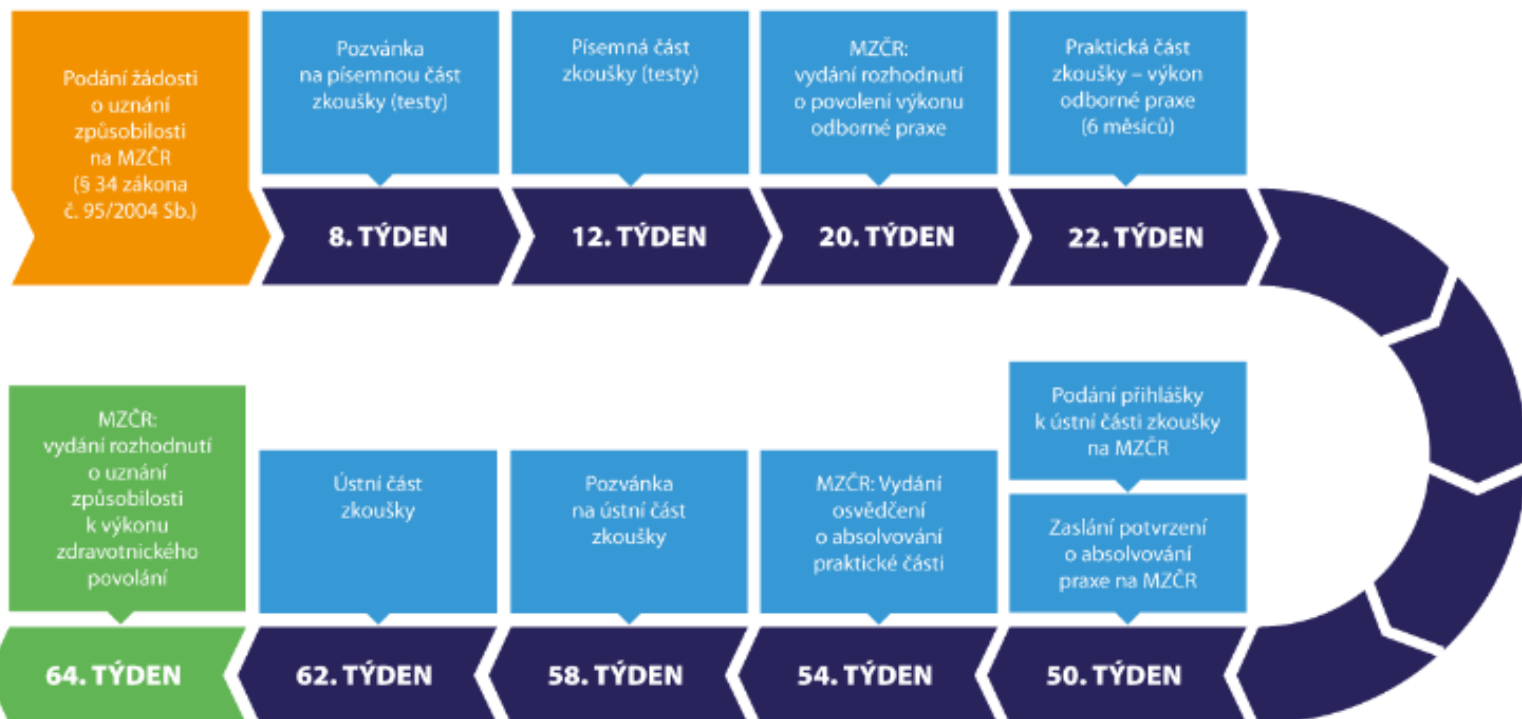 Podání žádosti
o uznání
způsobilosti
na MZČR
(§ 34 zákona
č. 95/2004 Sb.)
Pozvánka
na písemnou část
zkoušky (testy)
8. TÝDEN
Písemná část
zkoušky (testy)
12. TÝDEN
MZČR:
vydání rozhodnutí
o povolení výkonu
odborné praxe
20. TÝDEN
Praktická část
zkoušky – výkon
odborné praxe
(6 měsíců)
22. TÝDEN
Podání přihlášky
k ústní části zkoušky
na MZČR
Zaslání potvrzení
o absolvování
praxe na MZČR
50. TÝDEN
MZČR: Vydání
osvědčení
o absolvování
praktické části
54. TÝDEN
Pozvánka
na ústní část
zkoušky
58. TÝDEN
Ústní část
zkoušky
62. TÝDEN
MZČR:
vydání rozhodnutí
o uznání
způsobilosti
k výkonu
zdravotnického
povolání
64. TÝDEN